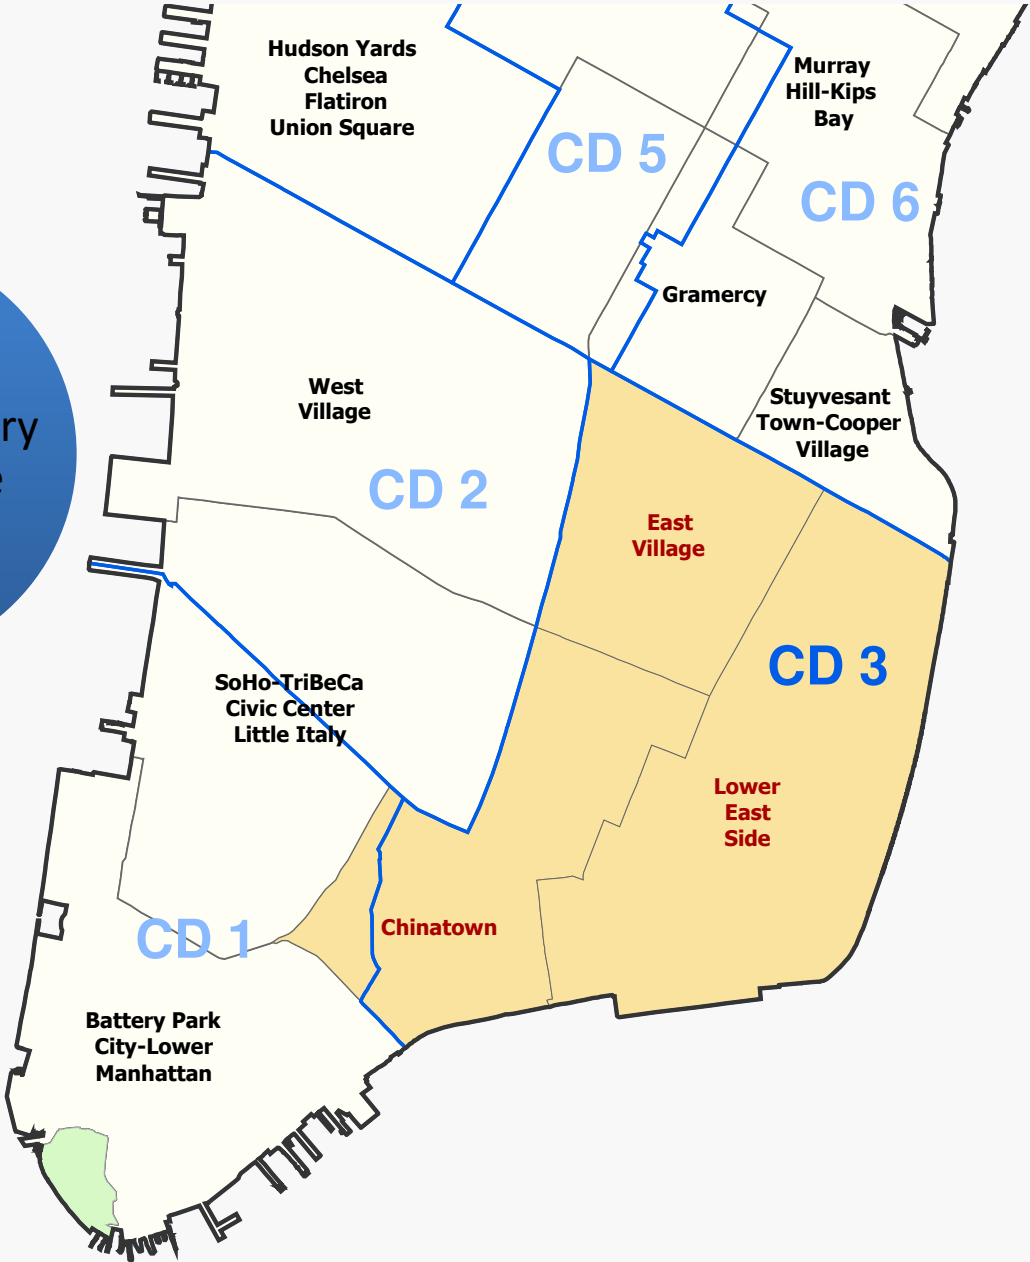 Hudson Yards
Chelsea
Flatiron
Union Square
Murray
Hill-Kips
Bay
CD 5
CD 6
Gramercy
West
Village
Stuyvesant
Town-Cooper
Village
CD 2
East
Village
CD 3
SoHo-TriBeCa
Civic Center
Little Italy
Lower
East
Side
CD 1
Chinatown
Battery Park
City-Lower
Manhattan